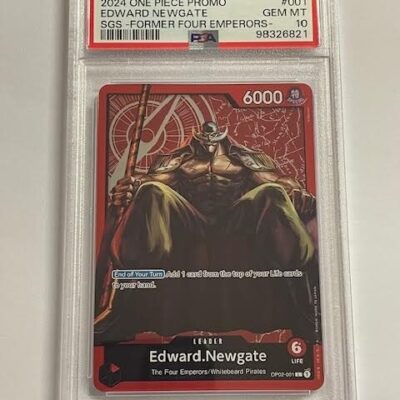 2024 ONE PIECE PROMO #001
EDWARD NEWGATE GEM MT
SGS -FORMER FOUR EMPERORS- 10
PSA 98326821
6000
End of Your Turn Add 1 card from the top of your Life cards
to your hand.
LEADER
Edward.Newgate
6
LIFE
The Four Emperors/Whitebeard Pirates
OP02-001 L